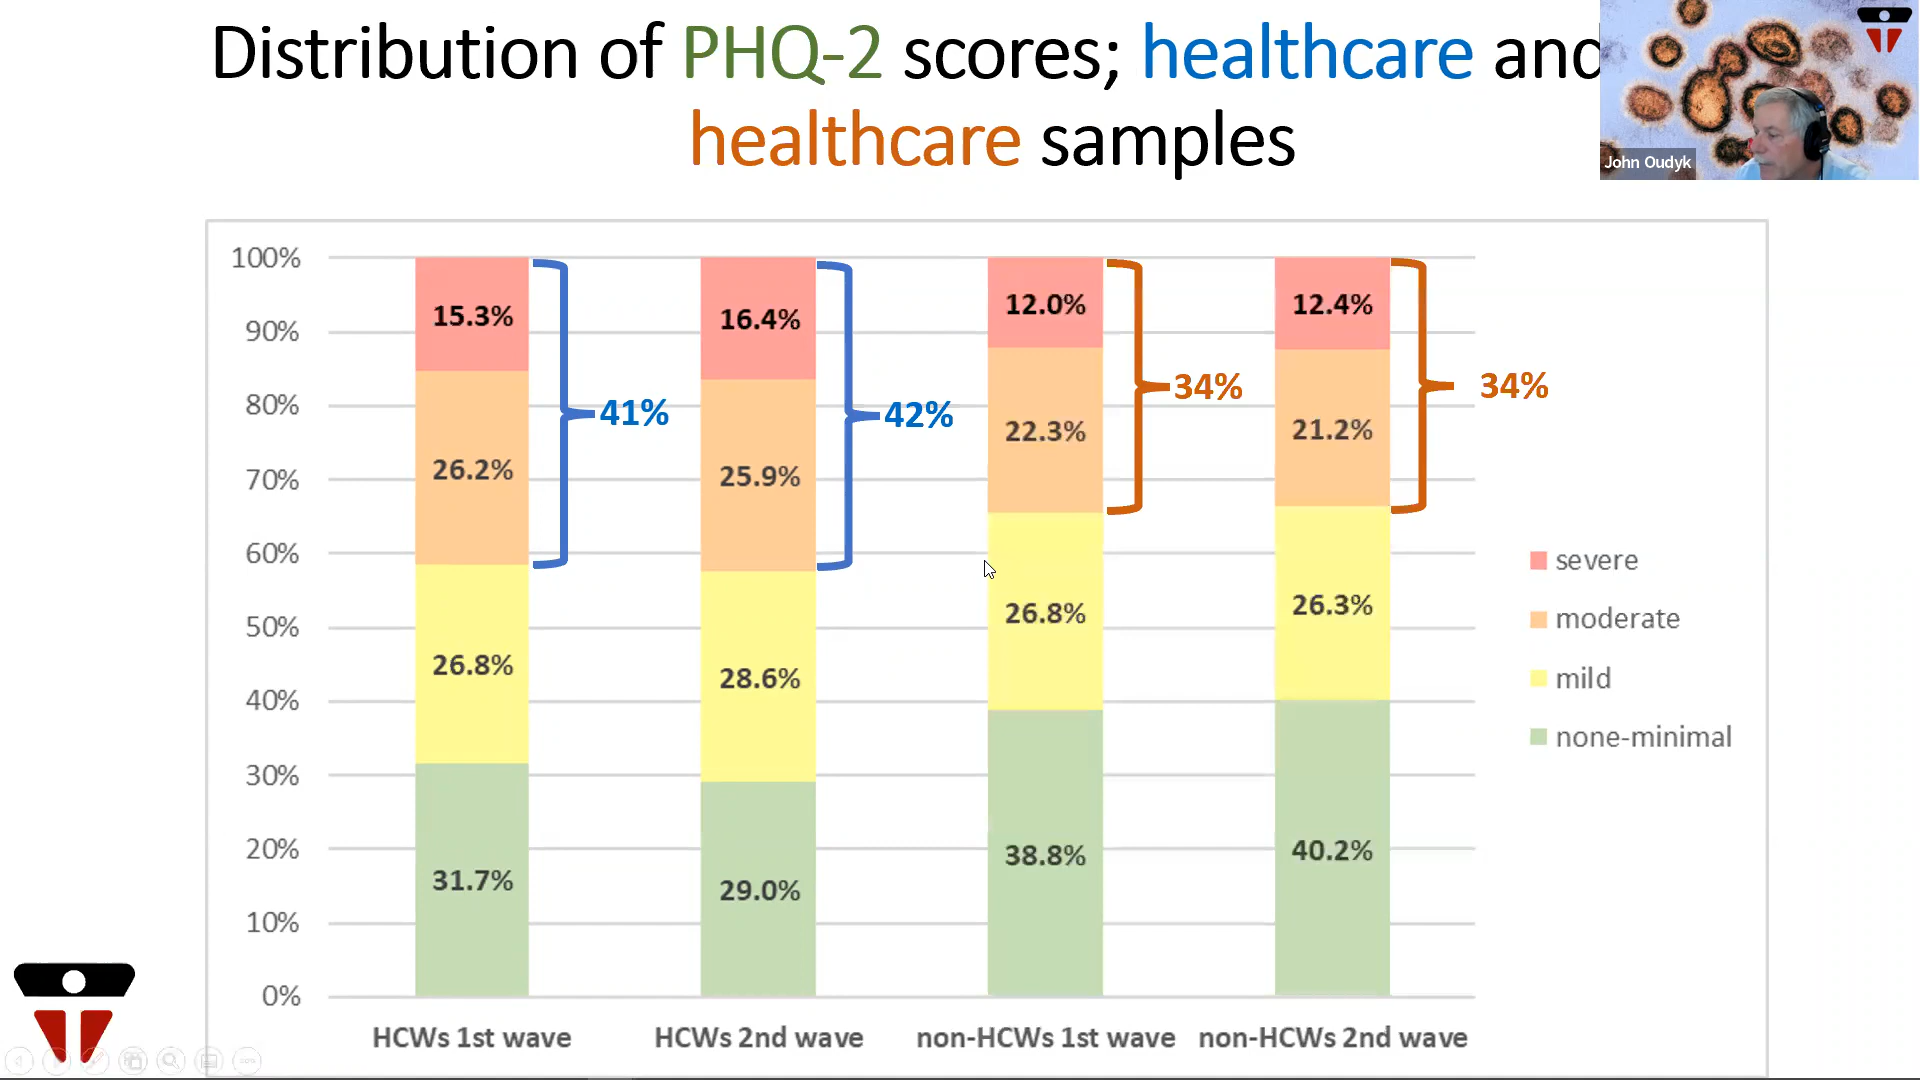 Distribution of PHQ-2 scores; healthcare and
healthcare samples
John Oudyk
100%
90%
80%
70%
60%
50%
40%
30%
20%
10%
0%
15.3%
26.2%
26.8%
31.7%
41%
16.4%
25.9%
28.6%
29.0%
42%
12.0%
22.3%
26.8%
38.8%
34%
12.4%
21.2%
26.3%
40.2%
34%
severe
moderate
mild
none-minimal
HCWs 1st wave
HCWs 2nd wave
non-HCWs 1st wave
non-HCWs 2nd wave